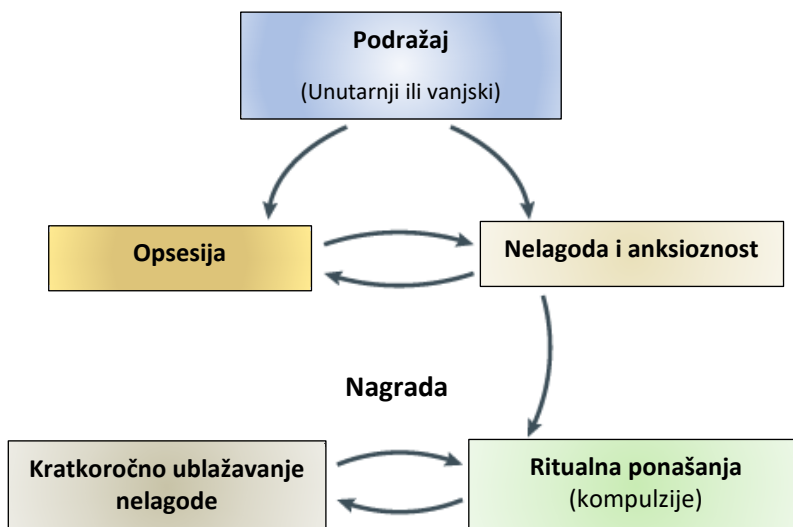 Podražaj
(Unutarnji ili vanjski)
Opsesija
Nelagoda i anksioznost
Nagrada
Kratkoročno ublažavanje
nelagode
Ritualna ponašanja
(kompulzije)